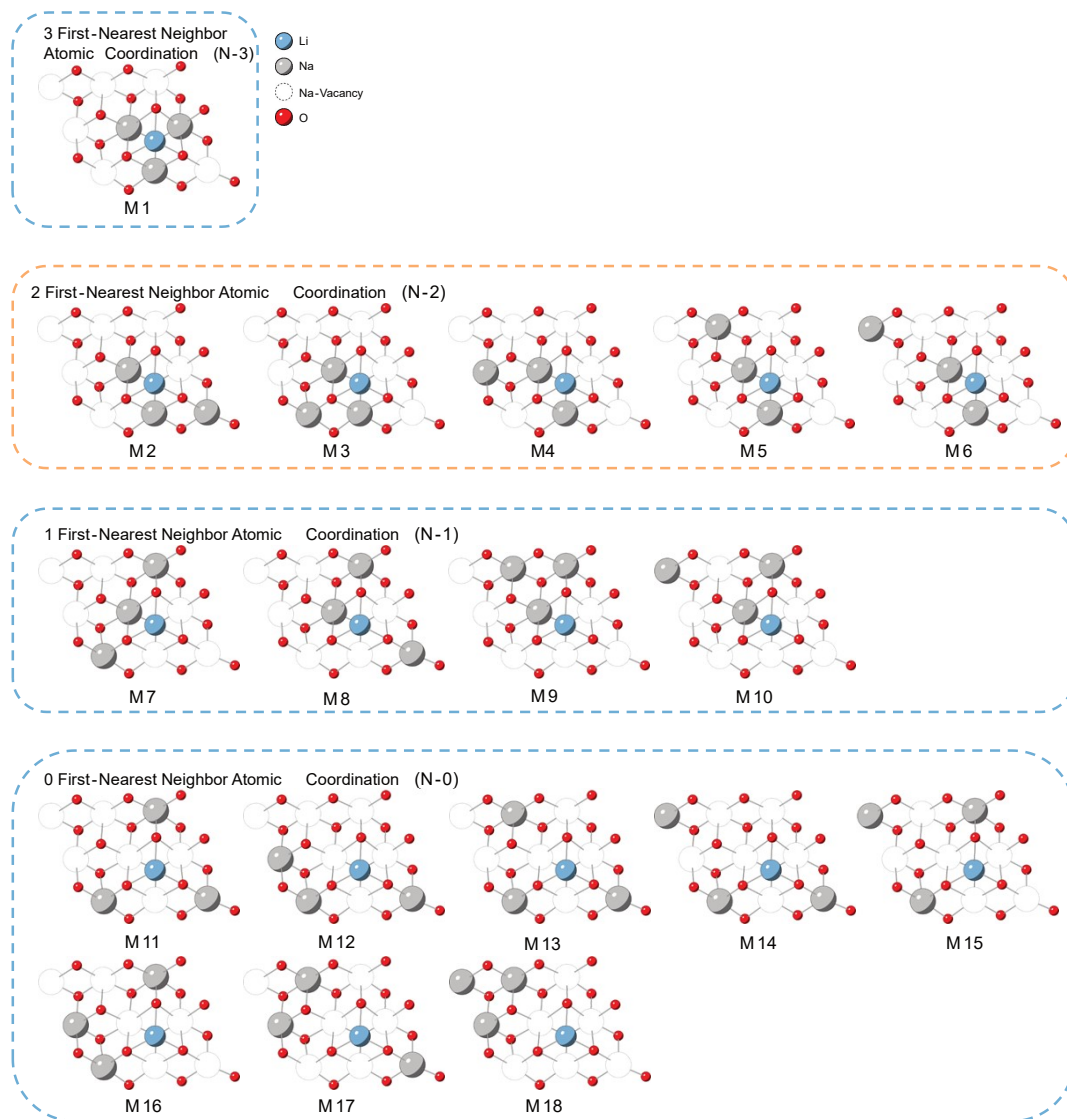 3 First-Nearest Neighbor
Atomic Coordination (N-3)
Li
Na
Na-Vacancy
O
M1
2 First-Nearest Neighbor Atomic Coordination (N-2)
M2 M3 M4 M5 M6
1 First-Nearest Neighbor Atomic Coordination (N-1)
M7 M8 M9 M10
0 First-Nearest Neighbor Atomic Coordination (N-0)
M11 M12 M13 M14 M15
M16 M17 M18